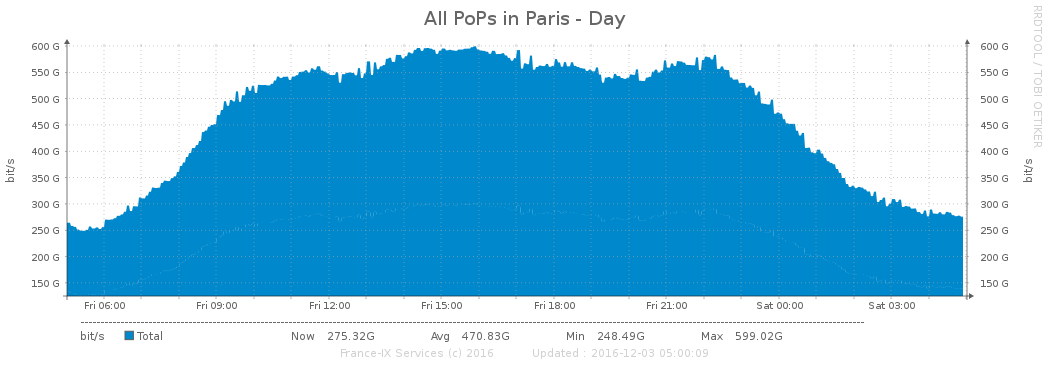 All PoPs in Paris - Day
RRDTOOL / TOBI OETIKER
bit/s
600 G
550 G
500 G
450 G
400 G
350 G
300 G
250 G
200 G
150 G
600 G
550 G
500 G
450 G
400 G
350 G
300 G
250 G
200 G
150 G
bit/s
Fri 06:00 Fri 09:00 Fri 12:00 Fri 15:00 Fri 18:00 Fri 21:00 Sat 00:00 Sat 03:00
bit/s Total Now 275.32G Avg 470.83G Min 248.49G Max 599.02G
France-IX Services (c) 2016 Updated : 2016-12-03 05:00:09